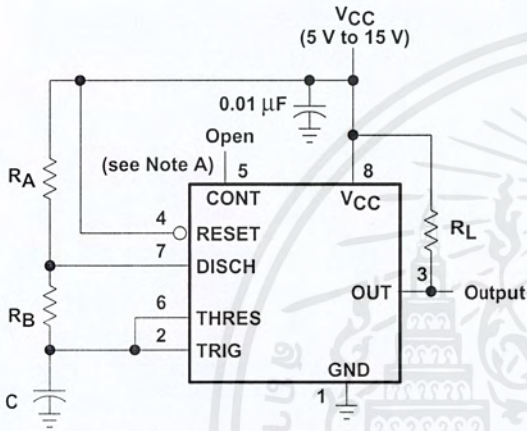 VCC
(5 V to 15 V)
0.01 μF
Open
(see Note A)
5
8
RA
CONT
VCC
4
RESET
RL
7
DISCH
3
OUT
Output
RB
6
THRES
2
TRIG
GND
C
1